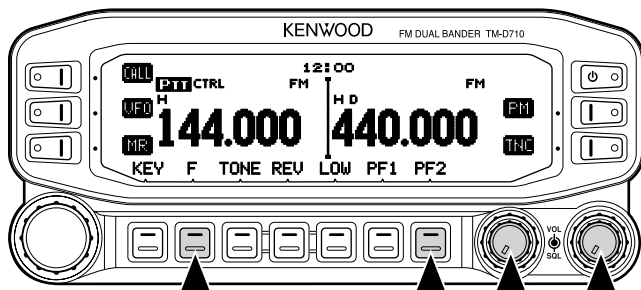 KENWOOD FM DUAL BANDER TM-D710
12:00
CALL PTT CTRL FM FM
H H D
VFO 144.000 440.000 PM
MR TNC
KEY F TONE REV LOW PF1 PF2
VOL
SQL